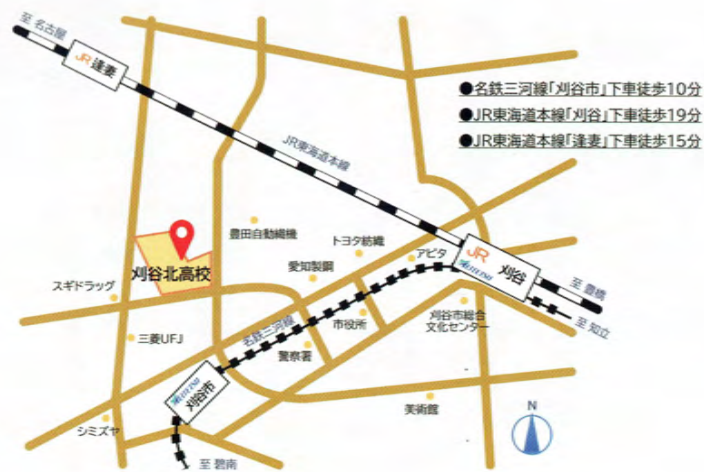 至 名古屋
JR 逢妻
●名鉄三河線「刈谷市」下車徒歩10分
●JR東海道本線「刈谷」下車徒歩19分
●JR東海道本線「逢妻」下車徒歩15分
JR東海道本線
豊田自動織機
トヨタ紡織
アピタ
刈谷北高校
愛知製鋼
JR
MEITETSU
刈谷
スギドラッグ
至 豊橋
刈谷市総合
文化センター
至 知立
市役所
名鉄三河線
三菱UFJ
警察署
MEITETSU
刈谷市
美術館
シミズヤ
N
至 碧南